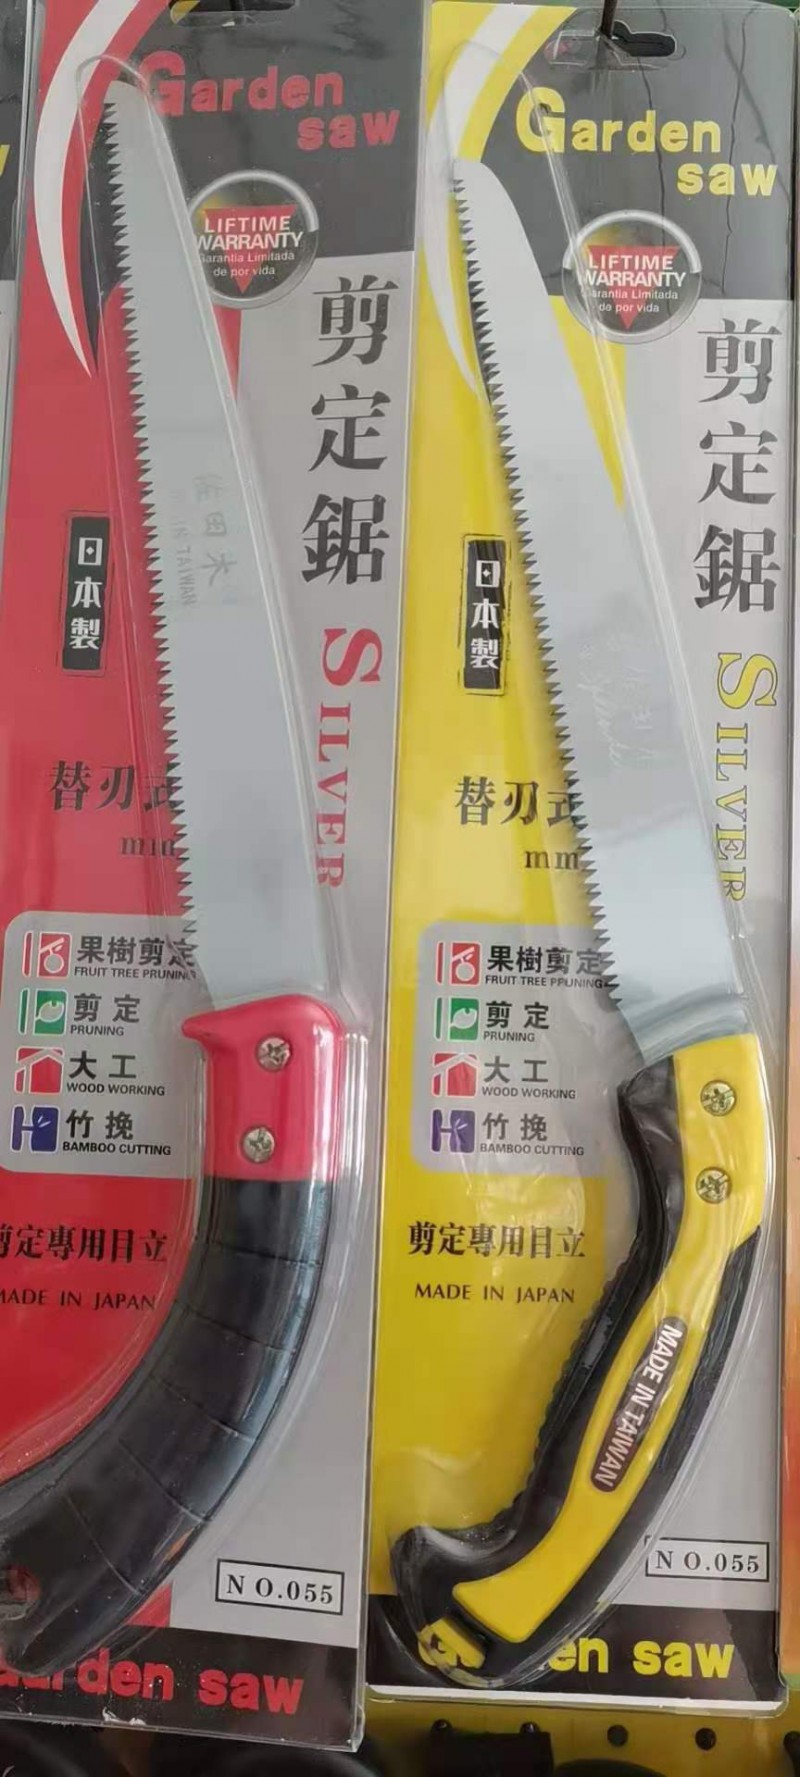 Garden
saw
LIFTIME
WARRANTY
Garantia Limitada
de por vida
剪定鋸
SILVER
日本製
IN TAIWAN
替刃式
mm
果樹剪定
FRUIT TREE PRUNING
剪定
PRUNING
大工
WOOD WORKING
竹挽
BAMBOO CUTTING
剪定專用目立
MADE IN JAPAN
NO.055
Garden saw
Garden
saw
LIFTIME
WARRANTY
Garantia Limitada
de por vida
剪定鋸
SILVER
日本製
替刃式
mm
果樹剪定
FRUIT TREE PRUNING
剪定
PRUNING
大工
WOOD WORKING
竹挽
BAMBOO CUTTING
剪定專用目立
MADE IN JAPAN
MADE IN TAIWAN
NO.055
en saw